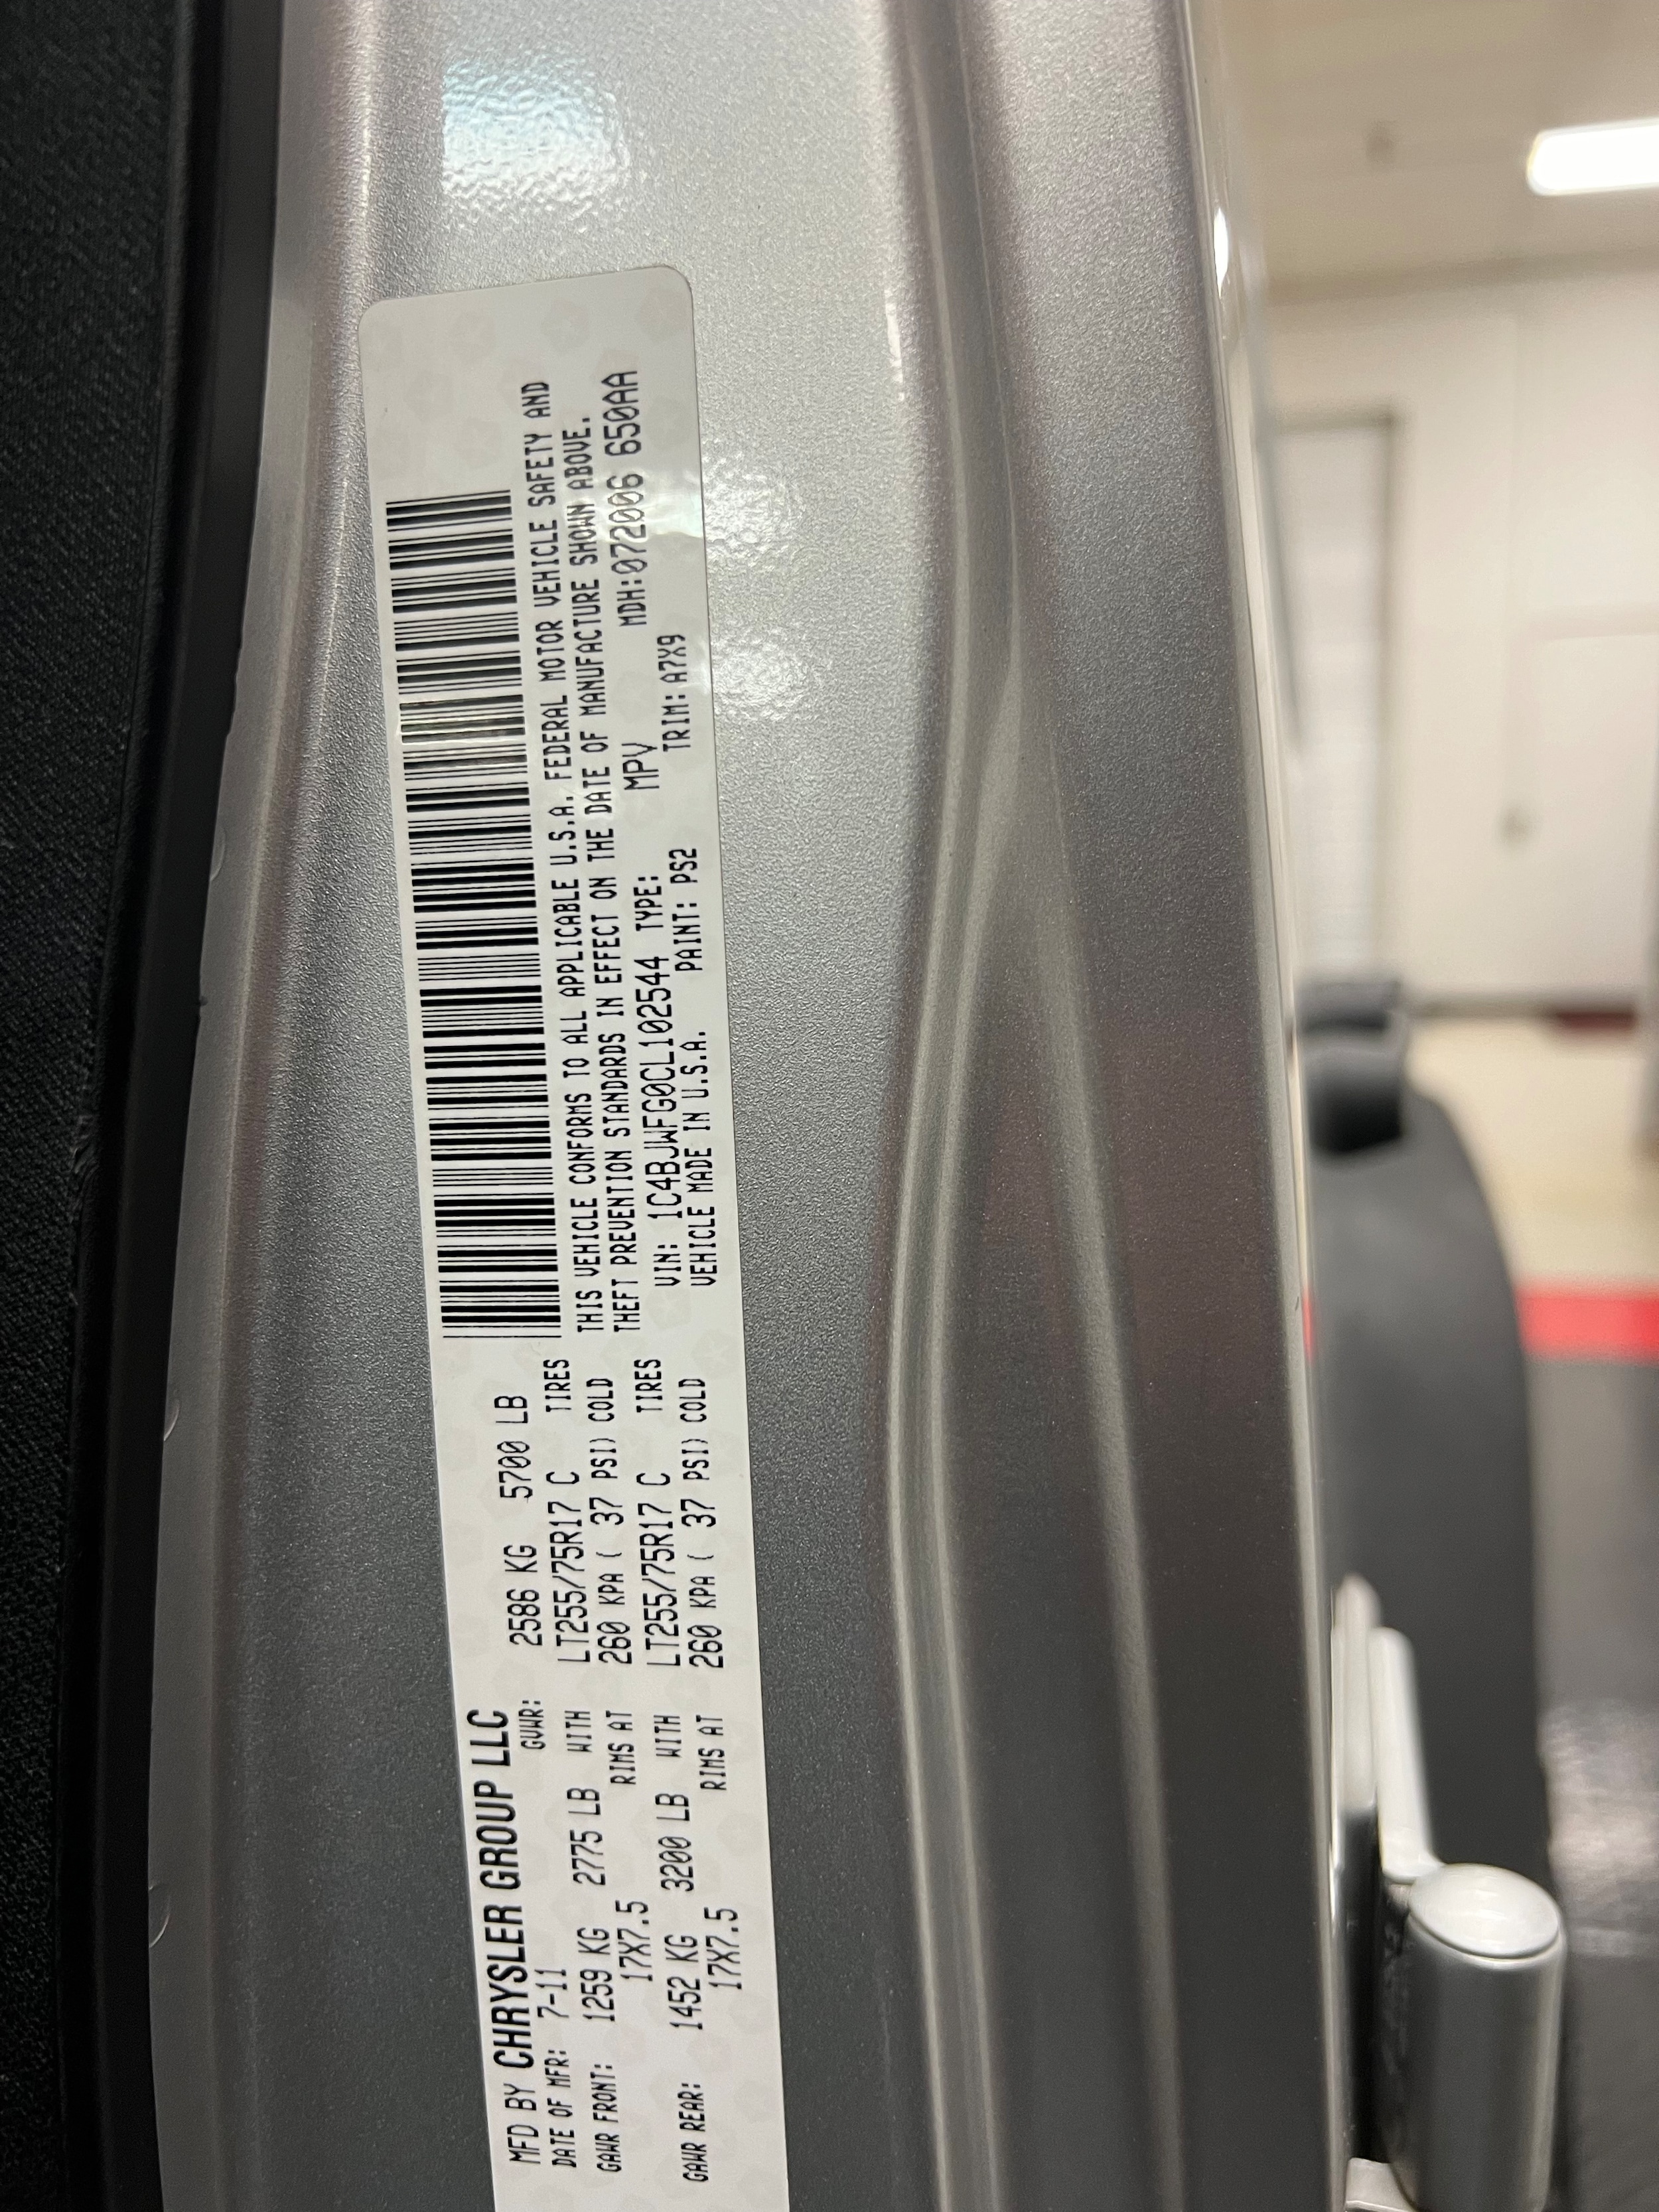 MFD BY CHRYSLER GROUP LLC
DATE OF MFR: 7-11 GVWR: 2586 KG 5700 LB
GAWR FRONT: 1259 KG 2775 LB WITH LT255/75R17 C TIRES
17X7.5 RIMS AT 260 KPA ( 37 PSI) COLD
GAWR REAR: 1452 KG 3200 LB WITH LT255/75R17 C TIRES
17X7.5 RIMS AT 260 KPA ( 37 PSI) COLD
THIS VEHICLE CONFORMS TO ALL APPLICABLE U.S.A. FEDERAL MOTOR VEHICLE SAFETY AND
THEFT PREVENTION STANDARDS IN EFFECT ON THE DATE OF MANUFACTURE SHOWN ABOVE.
VIN: 1C4BJWFG0CL102544 TYPE: MPV MDH:072006 650AA
VEHICLE MADE IN U.S.A. PAINT: PS2 TRIM: A7X9